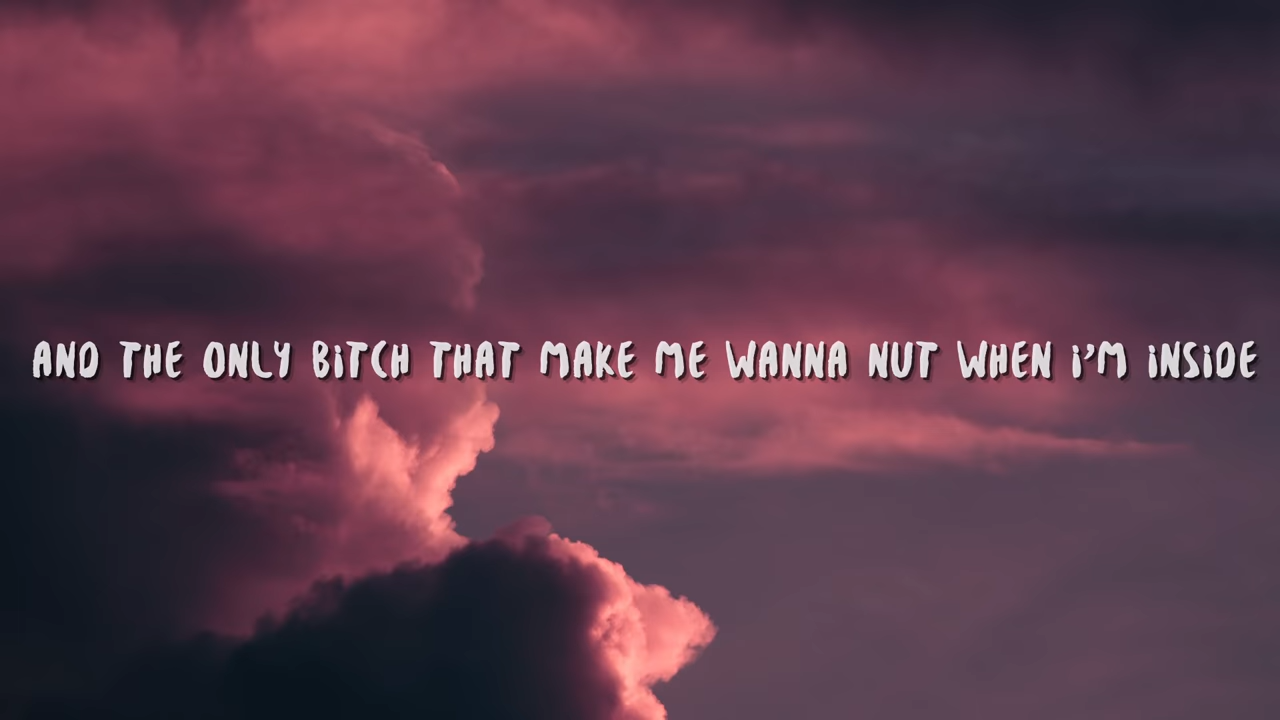 AND THE ONLY BiTCH THAT MAKE ME WANNA NUT WHEN i'M iNSiDE